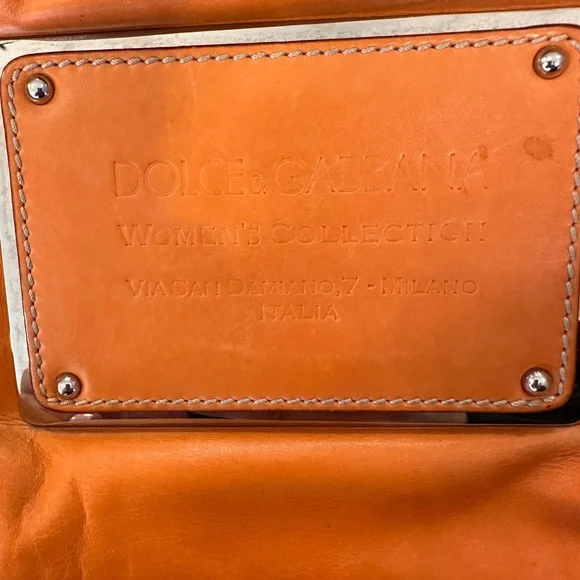 DOLCE&GABBANA
WOMEN'S COLLECTION
VIA SAN DAMIANO, 7 - MILANO
ITALIA